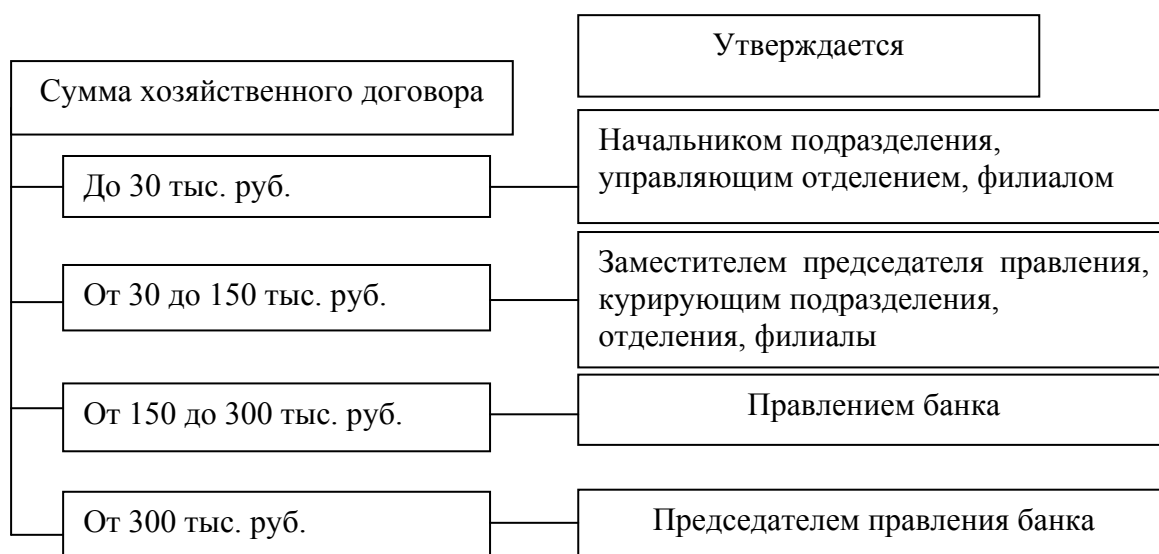 Утверждается
Сумма хозяйственного договора
До 30 тыс. руб.
Начальником подразделения,
управляющим отделением, филиалом
От 30 до 150 тыс. руб.
Заместителем председателя правления,
курирующим подразделения,
отделения, филиалы
От 150 до 300 тыс. руб.
Правлением банка
От 300 тыс. руб.
Председателем правления банка